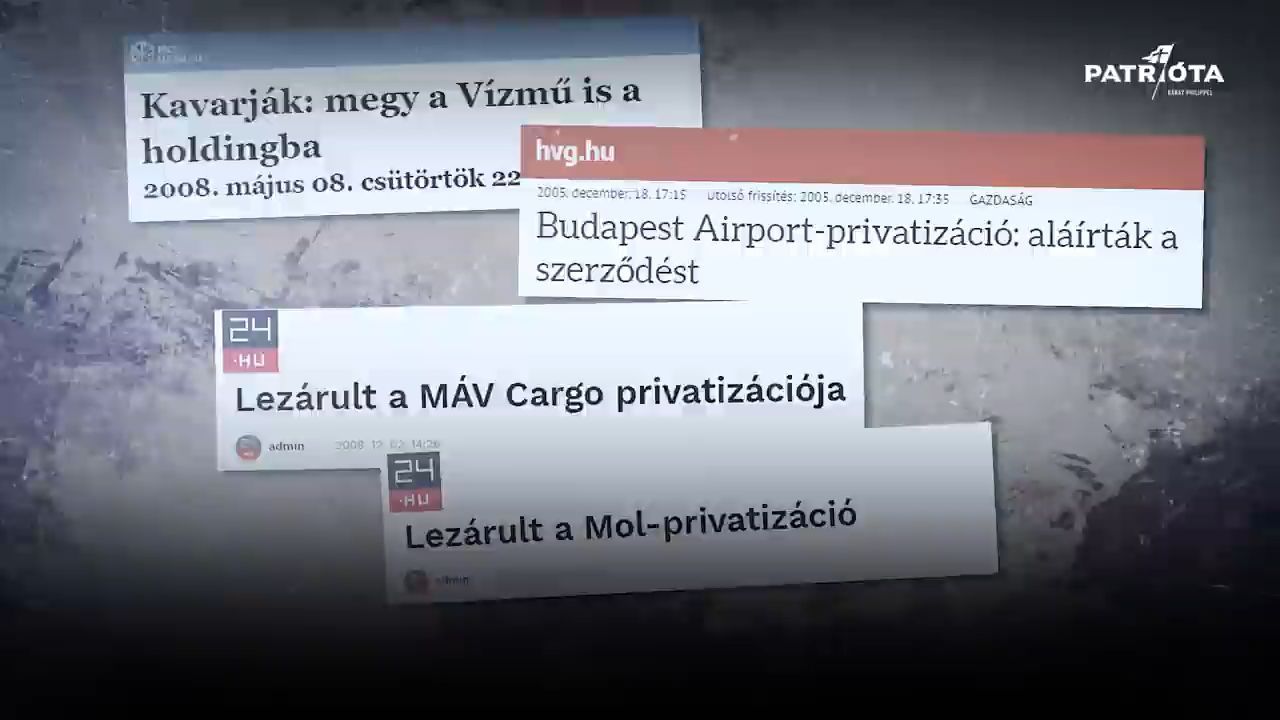 PATRIÓTA
Kavarják: megy a Vízmű is a
holdingba
2008. május 08. csütörtök 22
hvg.hu
2005. december. 18. 17:15 utolsó frissítés: 2005. december. 18. 17:35 GAZDASÁG
Budapest Airport-privatizáció: aláírták a
szerződést
24
.HU
Lezárult a MÁV Cargo privatizációja
admin 2008. 12. 02. 14:26
24
.HU
Lezárult a Mol-privatizáció
admin